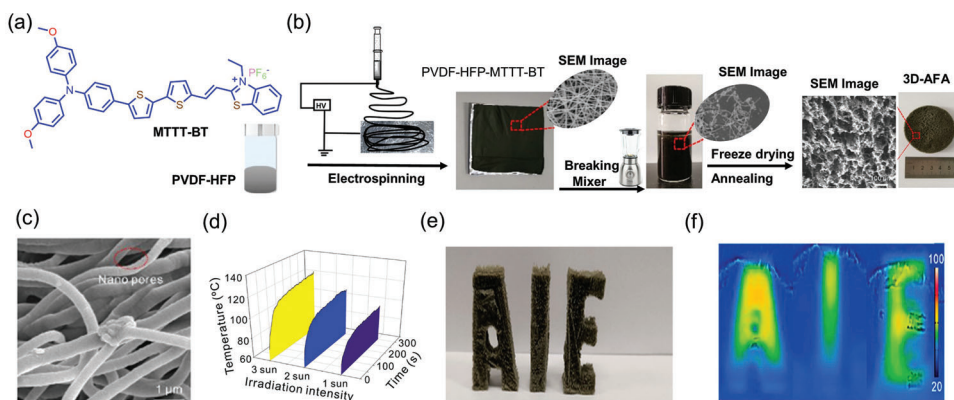 (a)
O
N
O
S
S
N
+
S
PF6-
MTTT-BT
PVDF-HFP
(b)
HV
Electrospinning
PVDF-HFP-MTTT-BT
SEM Image
Breaking
Mixer
Freeze drying
Annealing
SEM Image
3D-AFA
(c)
Nano pores
1 μm
(d)
Temperature (°C)
140
120
100
80
60
3 sun
2 sun
1 sun
Irradiation intensity
0
100
200
300
Time (s)
(e)
AIE
(f)
100
20